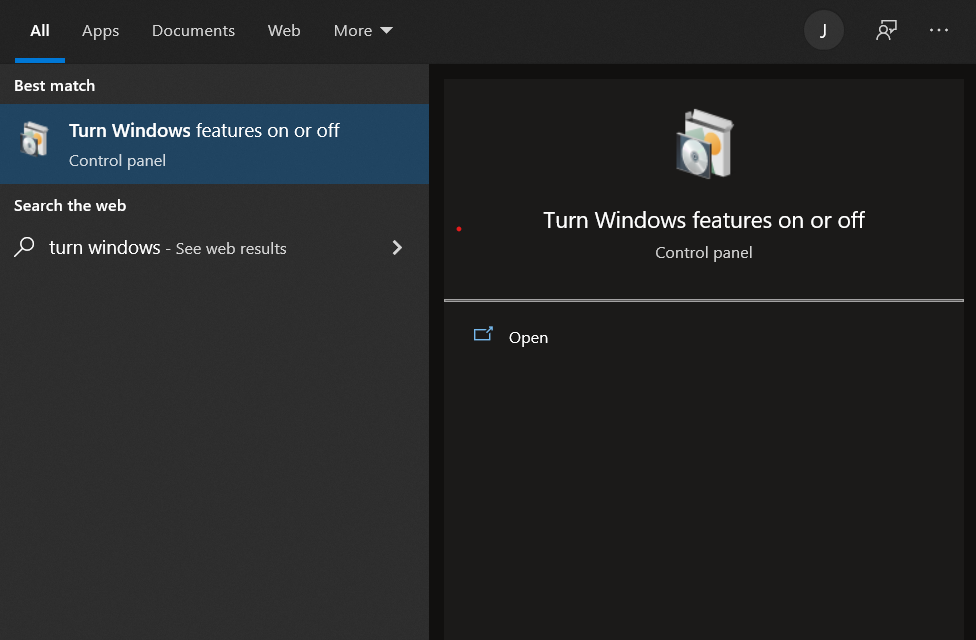 All Apps Documents Web More J
Best match
Turn Windows features on or off
Control panel
Search the web
turn windows - See web results
Turn Windows features on or off
Control panel
Open